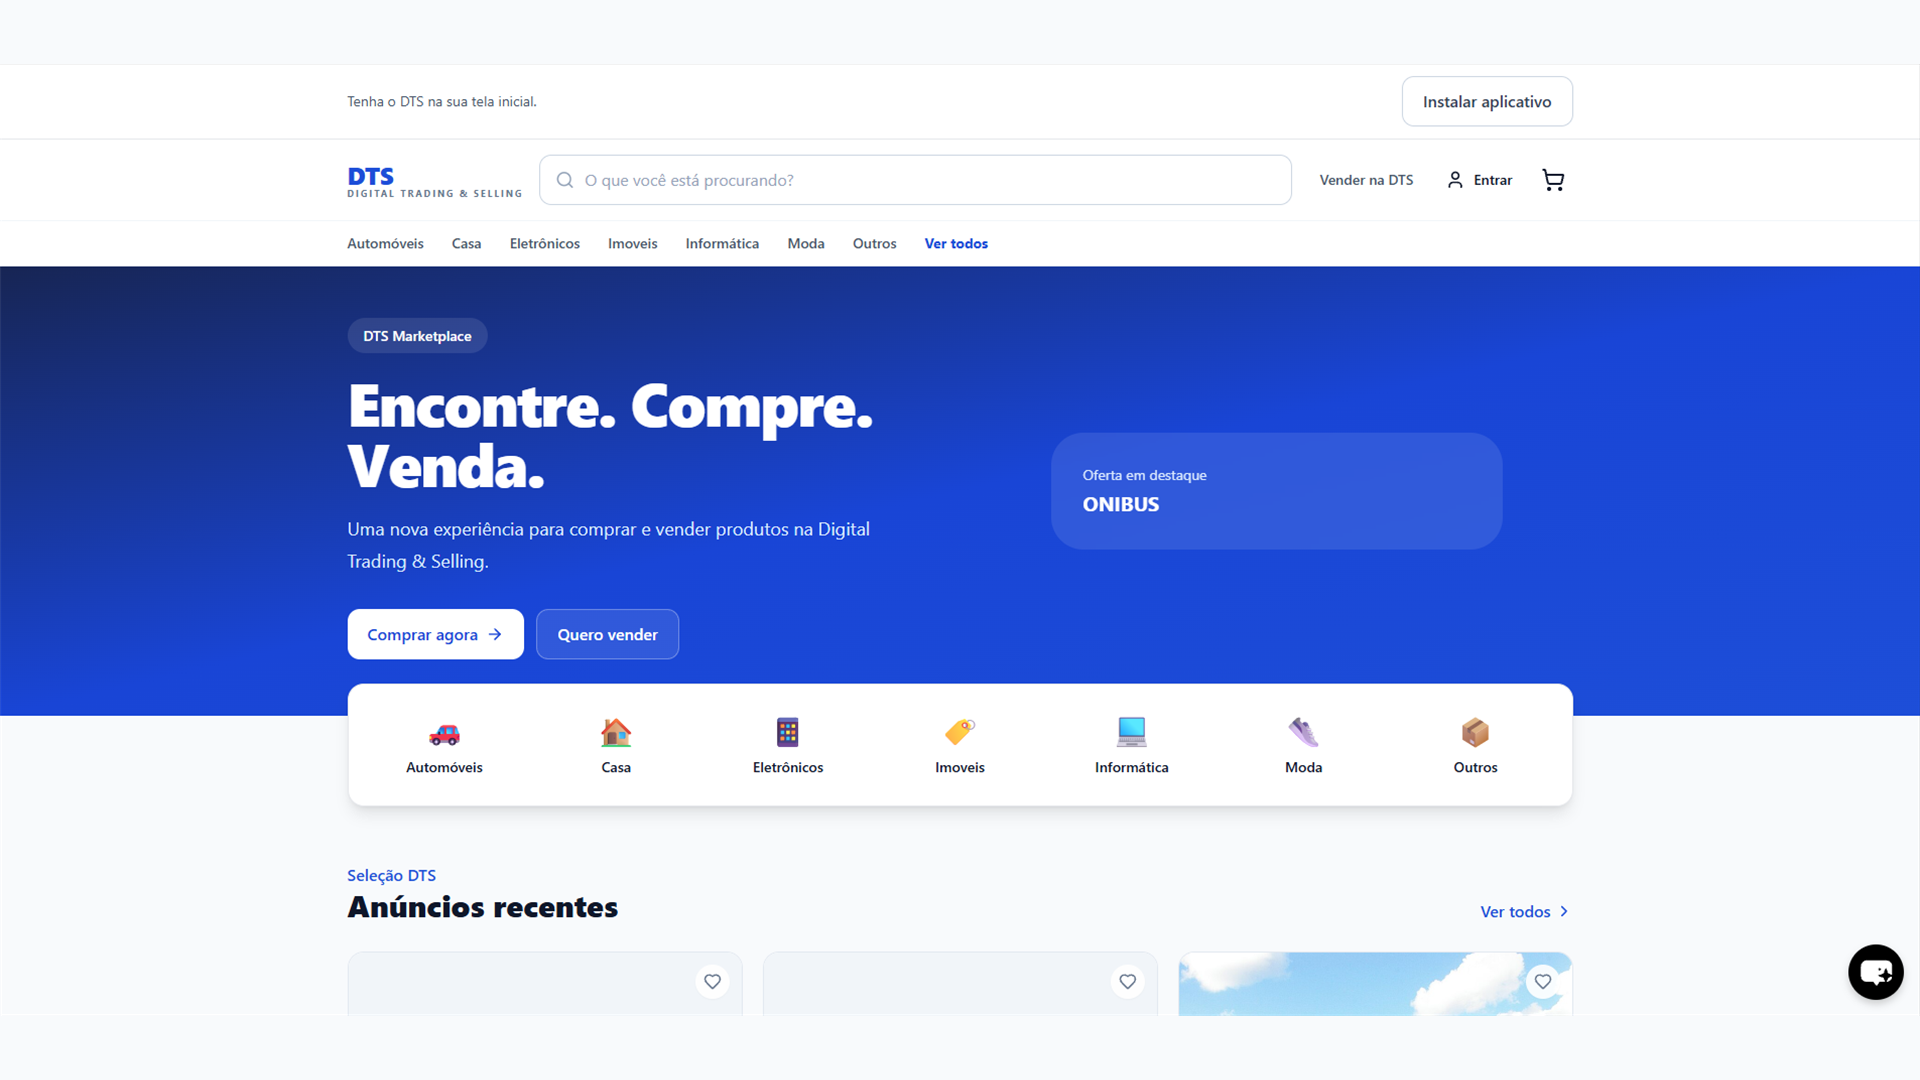 Tenha o DTS na sua tela inicial.
Instalar aplicativo
DTS
DIGITAL TRADING & SELLING
O que você está procurando?
Vender na DTS
Entrar
Automóveis
Casa
Eletrônicos
Imoveis
Informática
Moda
Outros
Ver todos
DTS Marketplace
Encontre. Compre.
Venda.
Uma nova experiência para comprar e vender produtos na Digital
Trading & Selling.
Comprar agora
Quero vender
Oferta em destaque
ONIBUS
Automóveis
Casa
Eletrônicos
Imoveis
Informática
Moda
Outros
Seleção DTS
Anúncios recentes
Ver todos